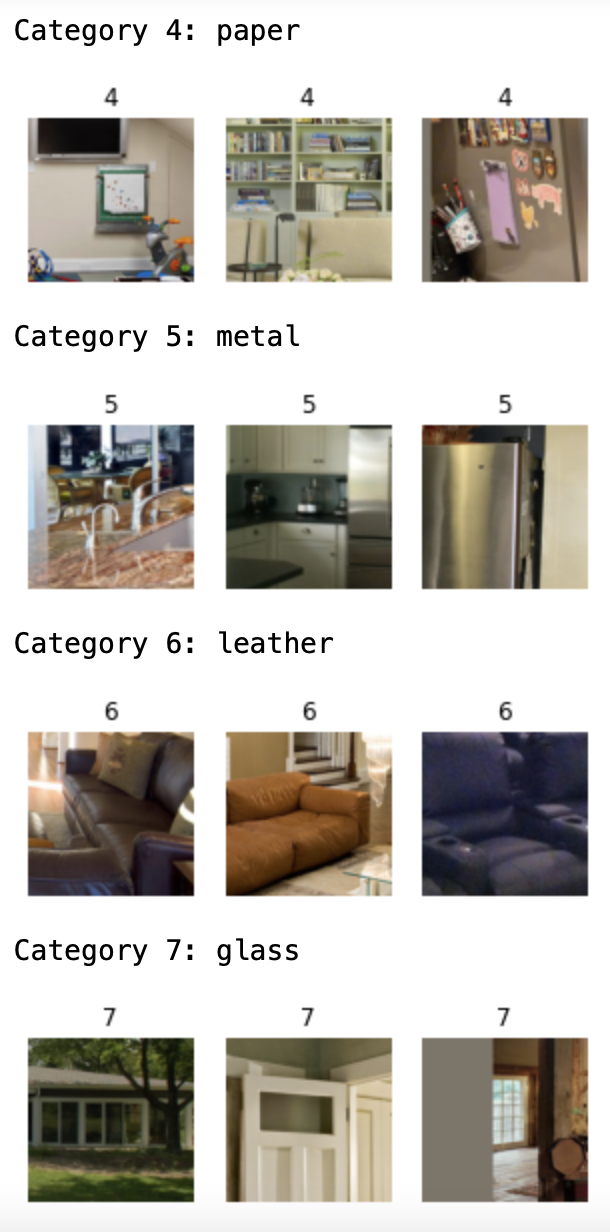 Category 4: paper
4 4 4
Category 5: metal
5 5 5
Category 6: leather
6 6 6
Category 7: glass
7 7 7